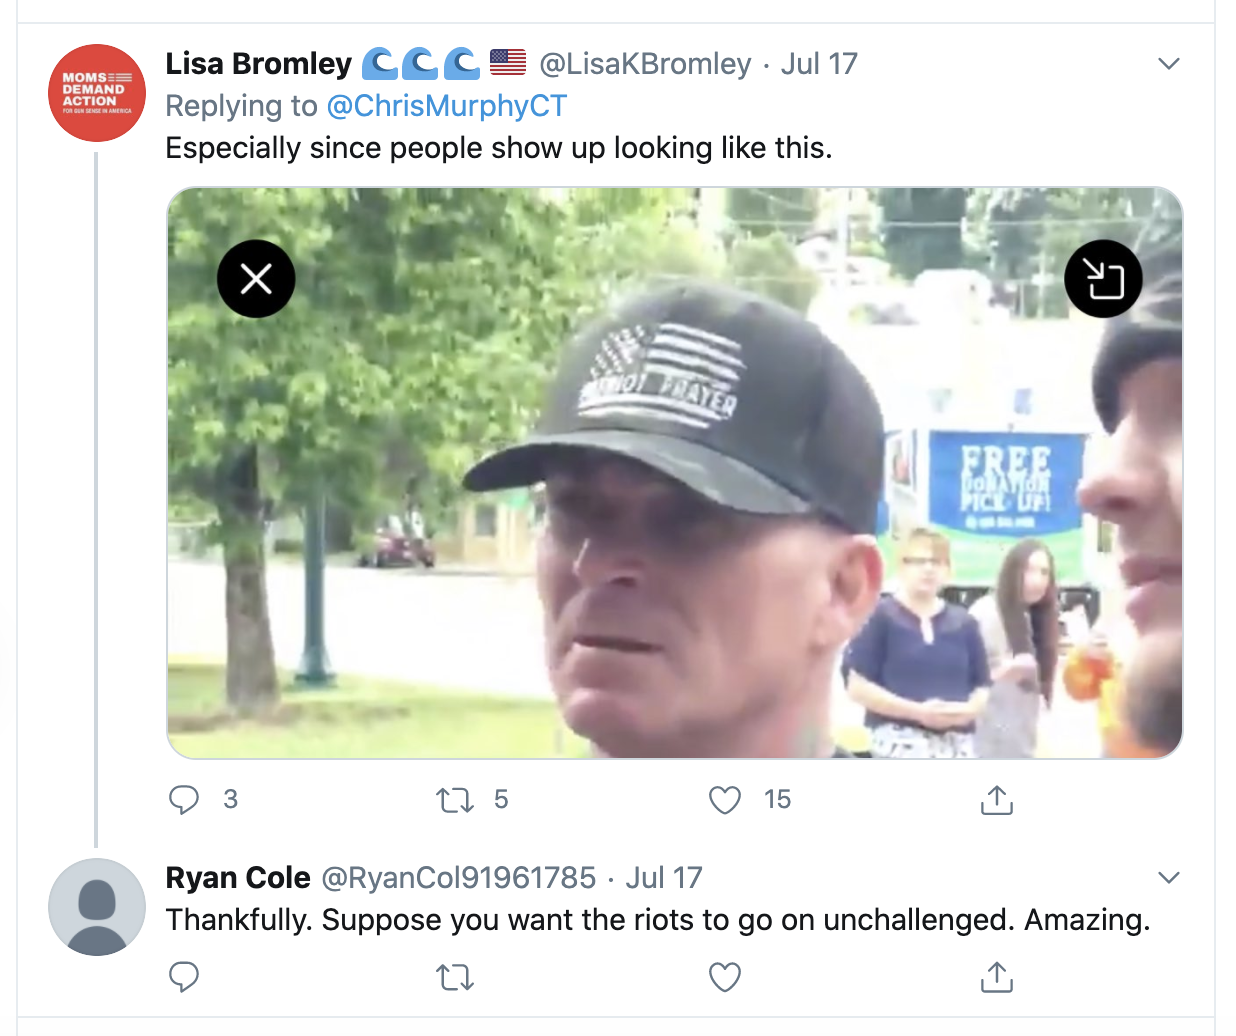 MOMS
DEMAND
ACTION
FOR GUN SENSE IN AMERICA
Lisa Bromley 🌊🌊🌊🇺🇸 @LisaKBromley · Jul 17
Replying to @ChrisMurphyCT
Especially since people show up looking like this.
PATRIOT PRAYER
FREE
DONATION
PICK UP!
3 5 15
Ryan Cole @RyanCol91961785 · Jul 17
Thankfully. Suppose you want the riots to go on unchallenged. Amazing.